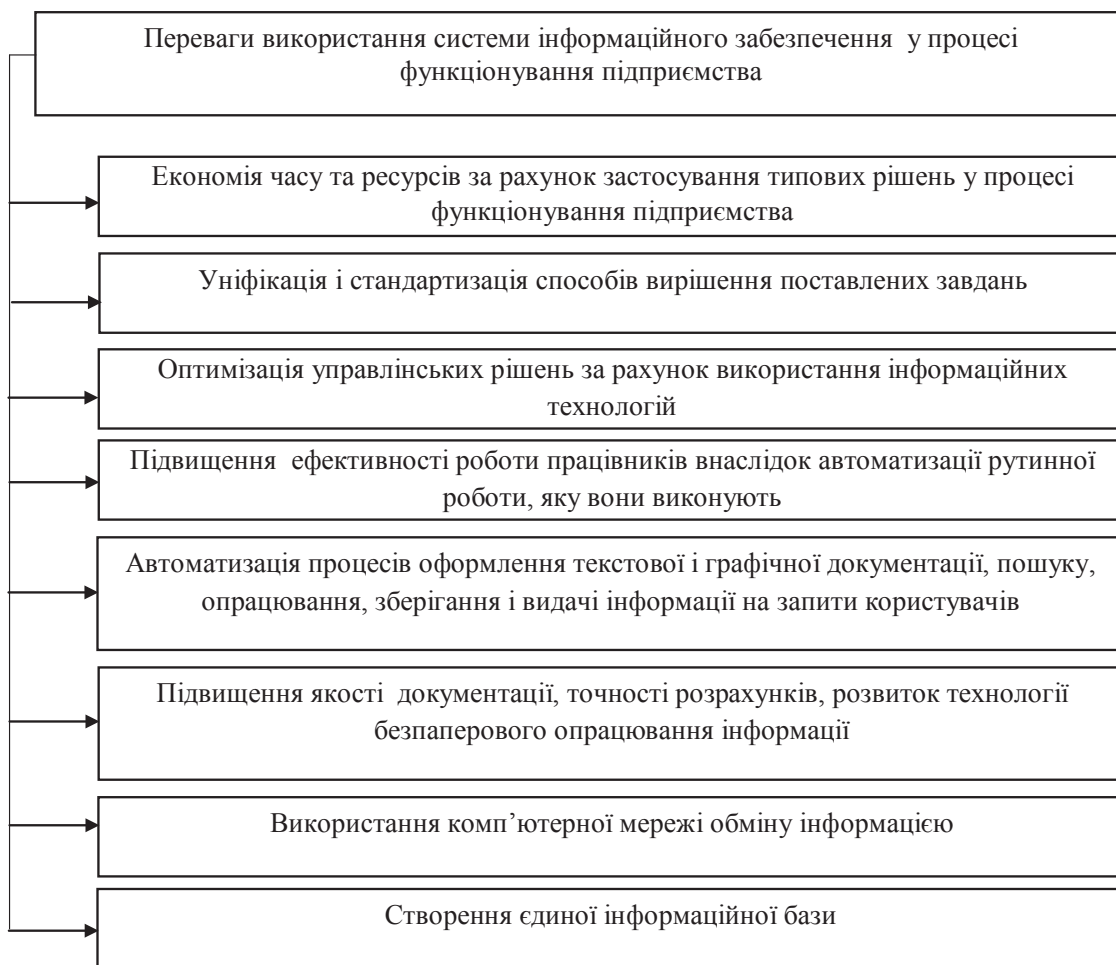 Переваги використання системи інформаційного забезпечення у процесі
функціонування підприємства
Економія часу та ресурсів за рахунок застосування типових рішень у процесі
функціонування підприємства
Уніфікація і стандартизація способів вирішення поставлених завдань
Оптимізація управлінських рішень за рахунок використання інформаційних
технологій
Підвищення ефективності роботи працівників внаслідок автоматизації рутинної
роботи, яку вони виконують
Автоматизація процесів оформлення текстової і графічної документації, пошуку,
опрацювання, зберігання і видачі інформації на запити користувачів
Підвищення якості документації, точності розрахунків, розвиток технології
безпаперового опрацювання інформації
Використання комп’ютерної мережі обміну інформацією
Створення єдиної інформаційної бази